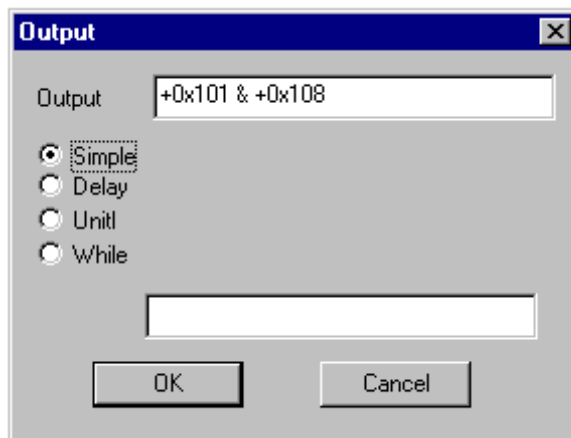 Output
Output +0x101 & +0x108
Simple
Delay
Unitl
While
OK Cancel